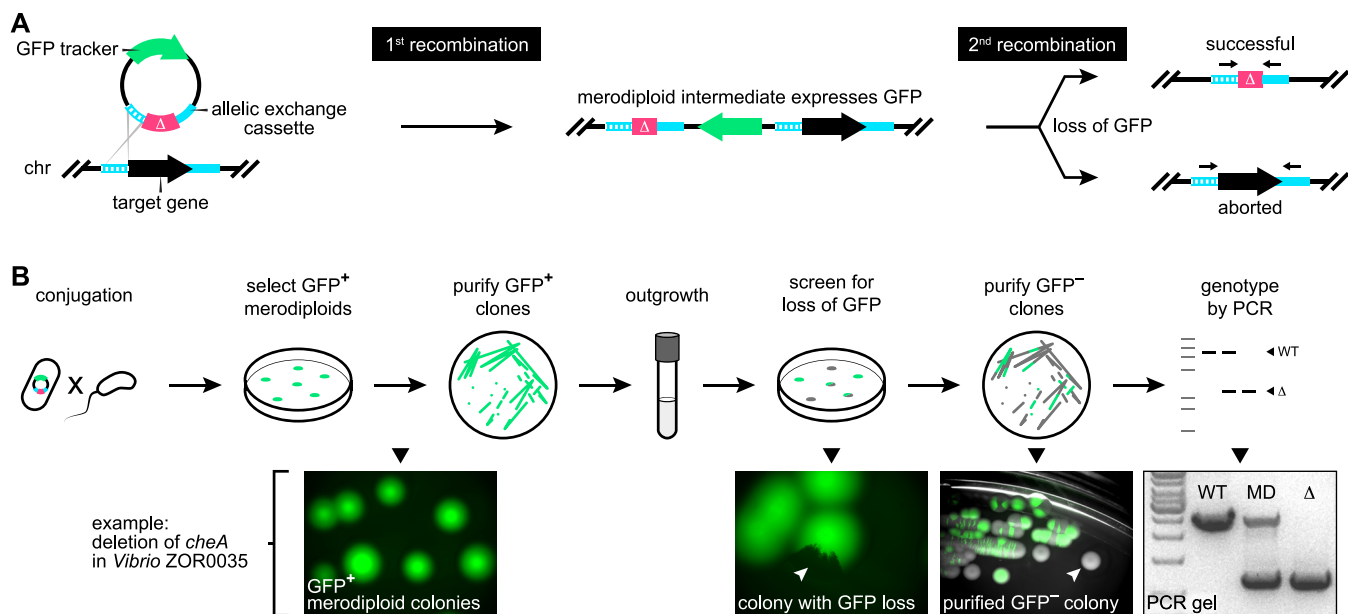 A
GFP tracker
allelic exchange
cassette
Δ
chr
target gene
1st recombination
merodiploid intermediate expresses GFP
Δ
2nd recombination
loss of GFP
successful
Δ
aborted
B
conjugation
X
select GFP+
merodiploids
purify GFP+
clones
outgrowth
screen for
loss of GFP
purify GFP–
clones
genotype
by PCR
WT
Δ
example:
deletion of cheA
in Vibrio ZOR0035
GFP+
merodiploid colonies
colony with GFP loss
purified GFP– colony
WT MD Δ
PCR gel